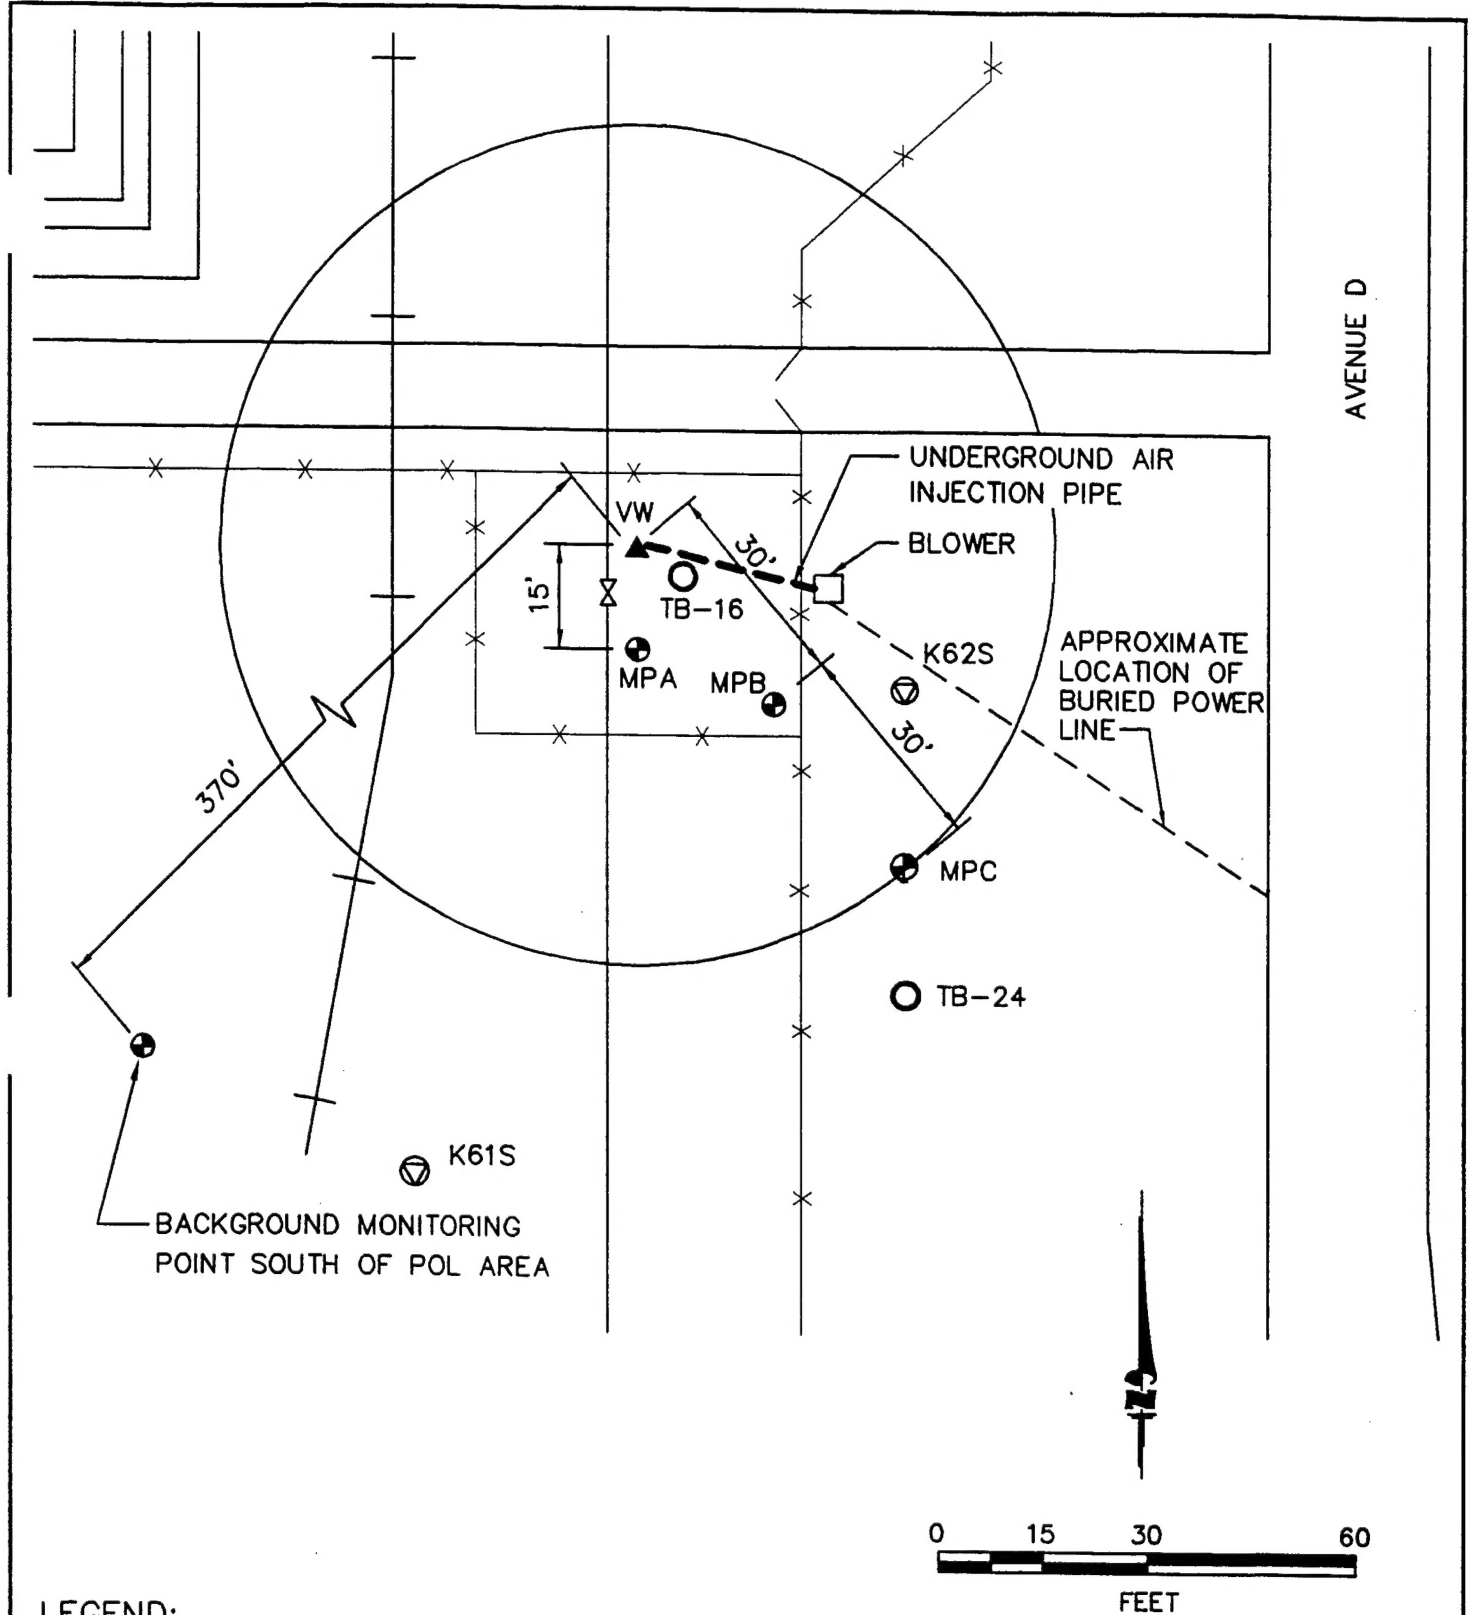 AVENUE D
UNDERGROUND AIR
INJECTION PIPE
VW
30'
BLOWER
15'
TB-16
K62S
APPROXIMATE
LOCATION OF
BURIED POWER
LINE
MPA
MPB
30'
370'
MPC
TB-24
K61S
BACKGROUND MONITORING
POINT SOUTH OF POL AREA
N
0 15 30 60
FEET
LEGEND: